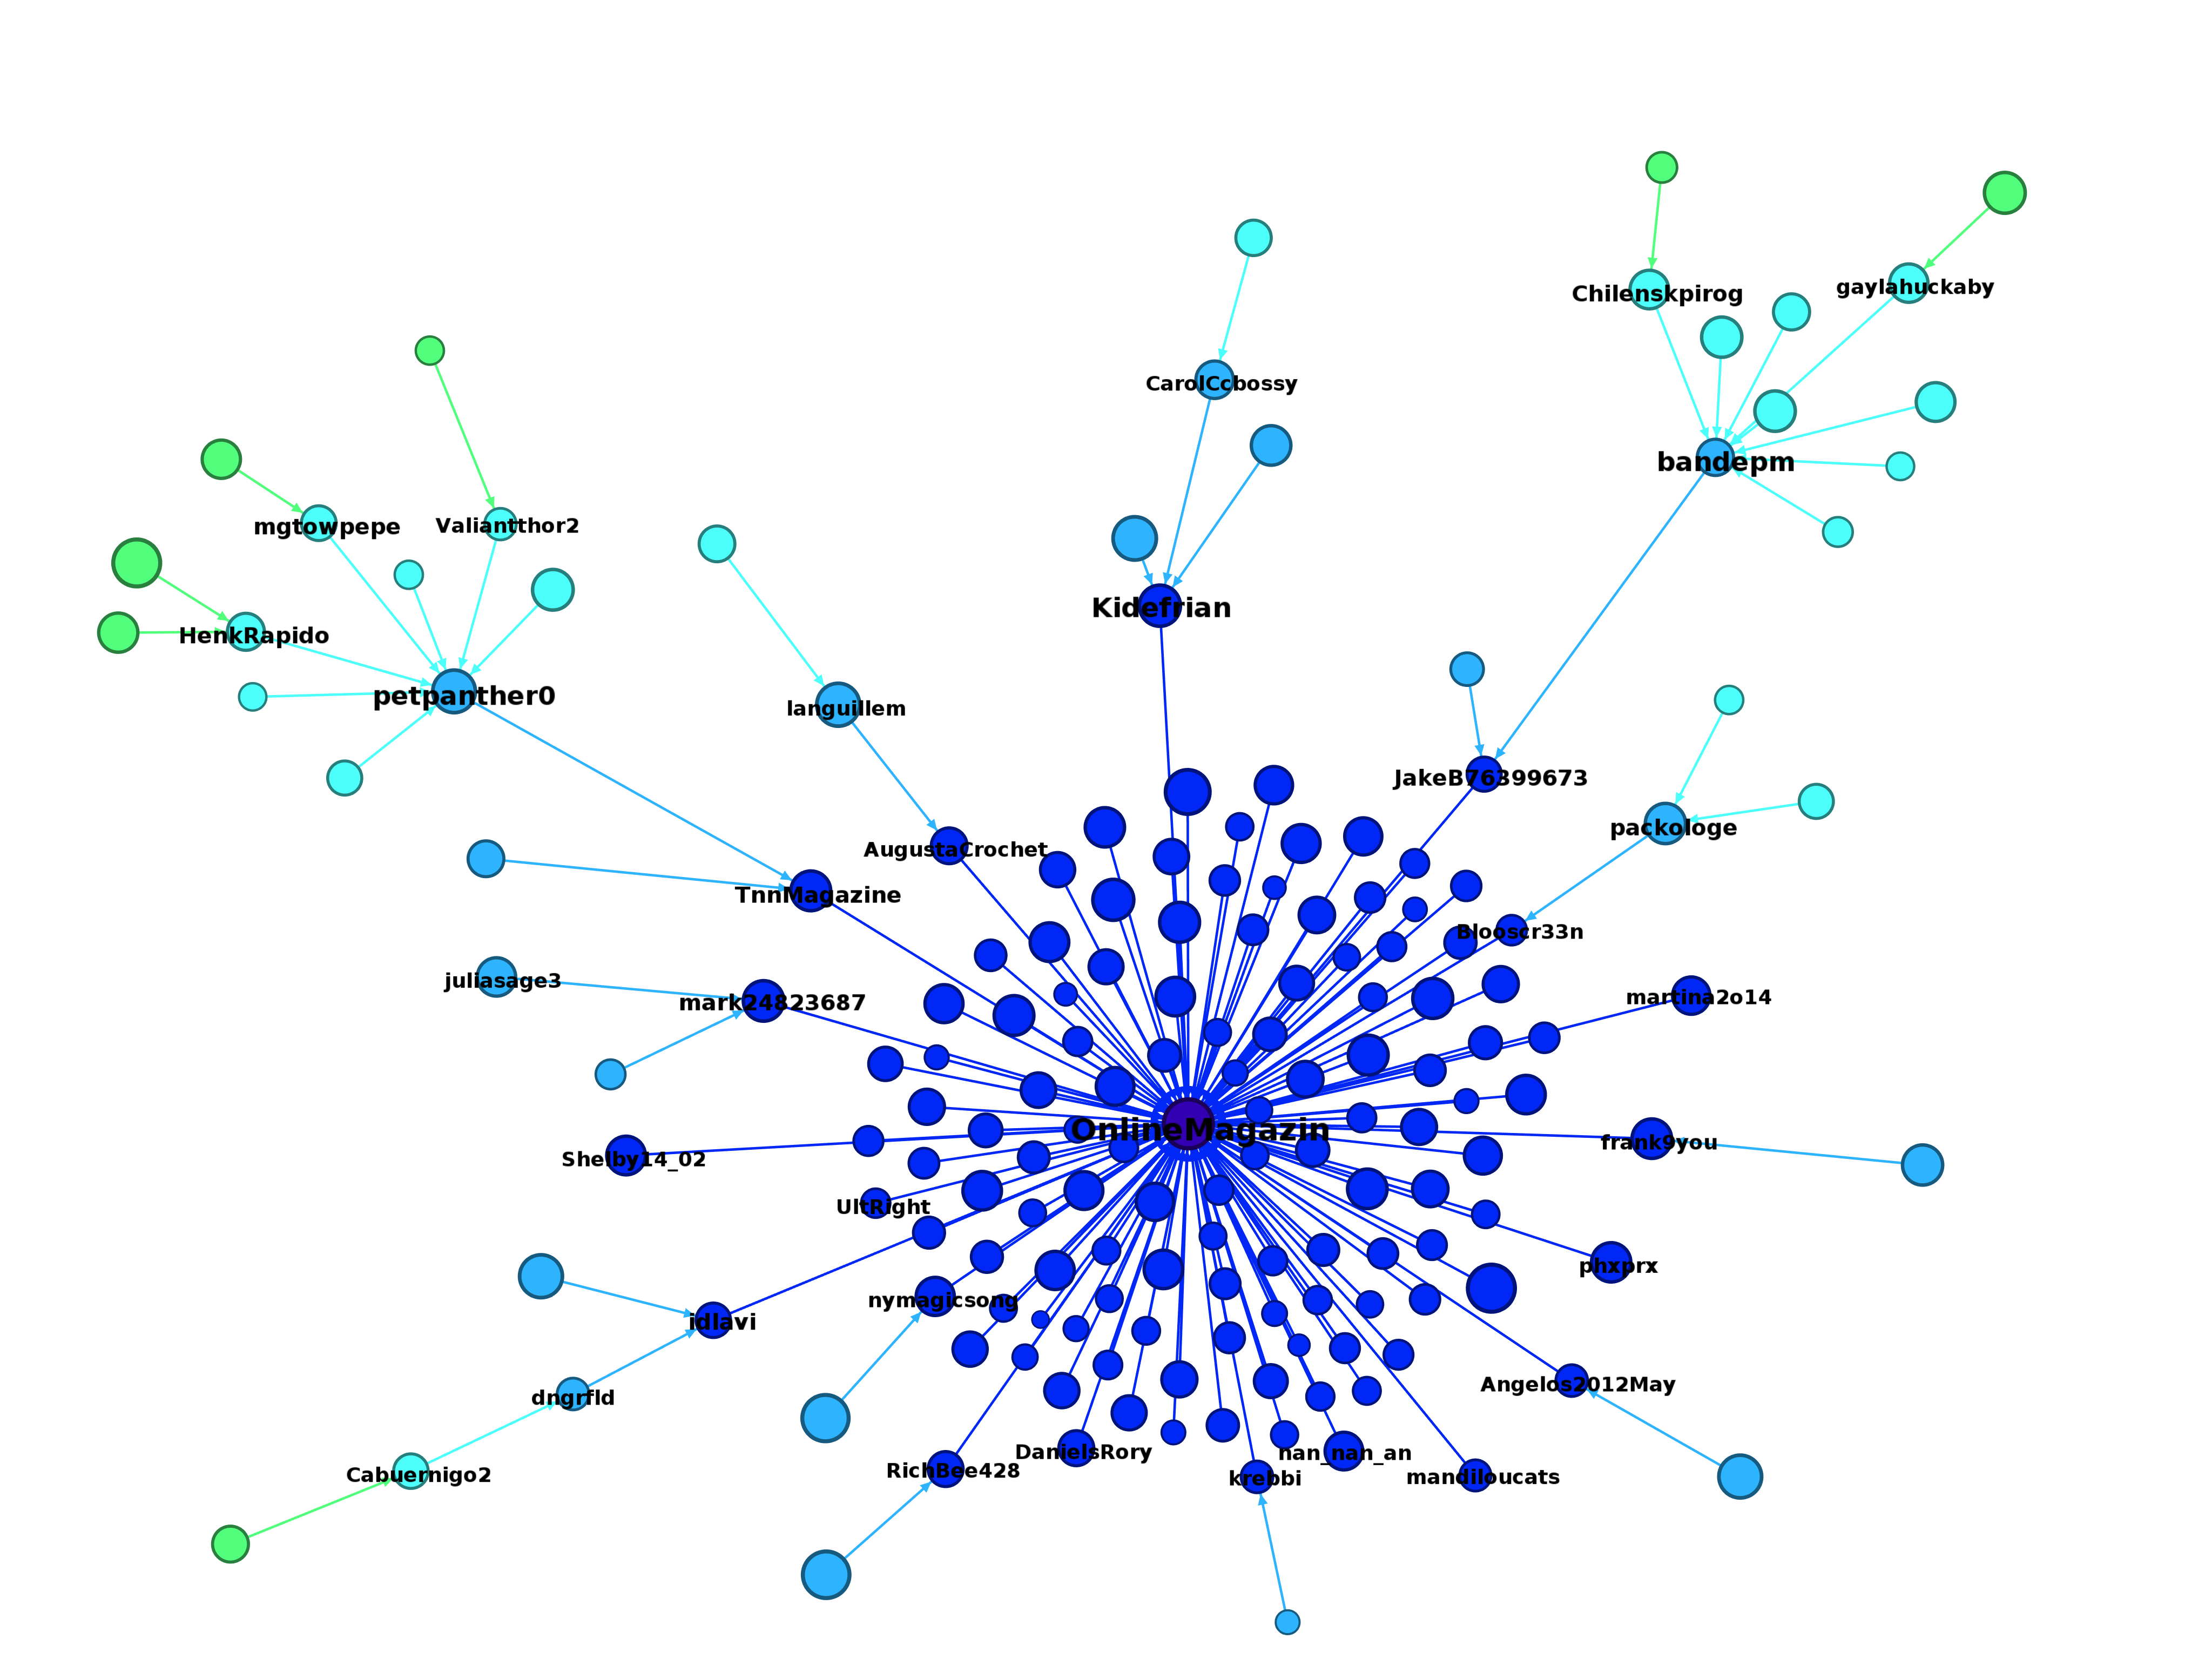 Chilenskpirog
gaylahuckaby
CarolCcbossy
bandepm
mgtowpepe
Valiantthor2
Kidefrian
HenkRapido
petpanther0
languillem
JakeB76399673
packologe
AugustaCrochet
TnnMagazine
Blooscr33n
juliasage3
mark24823687
martina2o14
OnlineMagazin
frank9you
Shelby14_02
UltRight
phxprx
nymagicsong
idlavi
Angelos2012May
dngrfld
DanielsRory
nan_nan_an
Cabuernigo2
RichBee428
krebbi
mandiloucats